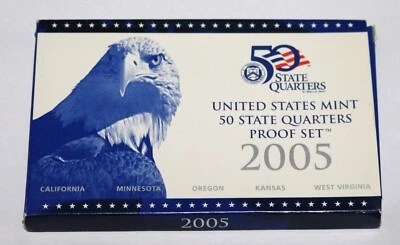 50
STATE
QUARTERS
UNITED STATES MINT
50 STATE QUARTERS
PROOF SET™
2005
CALIFORNIA MINNESOTA OREGON KANSAS WEST VIRGINIA
2005